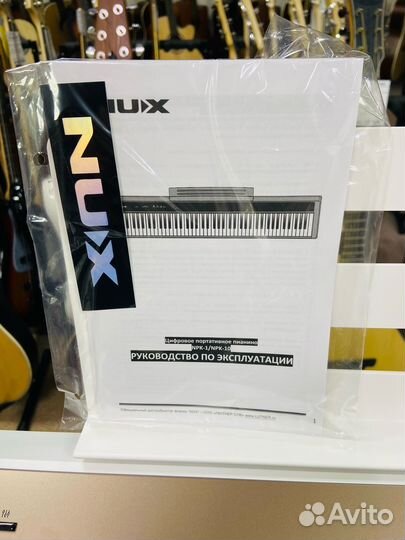 NUX
NUX
Цифровое портативное пианино
NPK-1/NPK-10
РУКОВОДСТВО ПО ЭКСПЛУАТАЦИИ
1
Avito